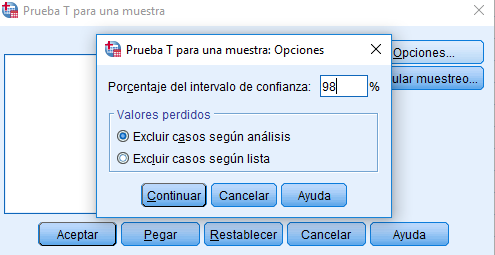 Prueba T para una muestra
Prueba T para una muestra: Opciones
Opciones...
Porcentaje del intervalo de confianza: 98 %
muestreo...
Valores perdidos
Excluir casos según análisis
Excluir casos según lista
Continuar Cancelar Ayuda
Aceptar Pegar Restablecer Cancelar Ayuda